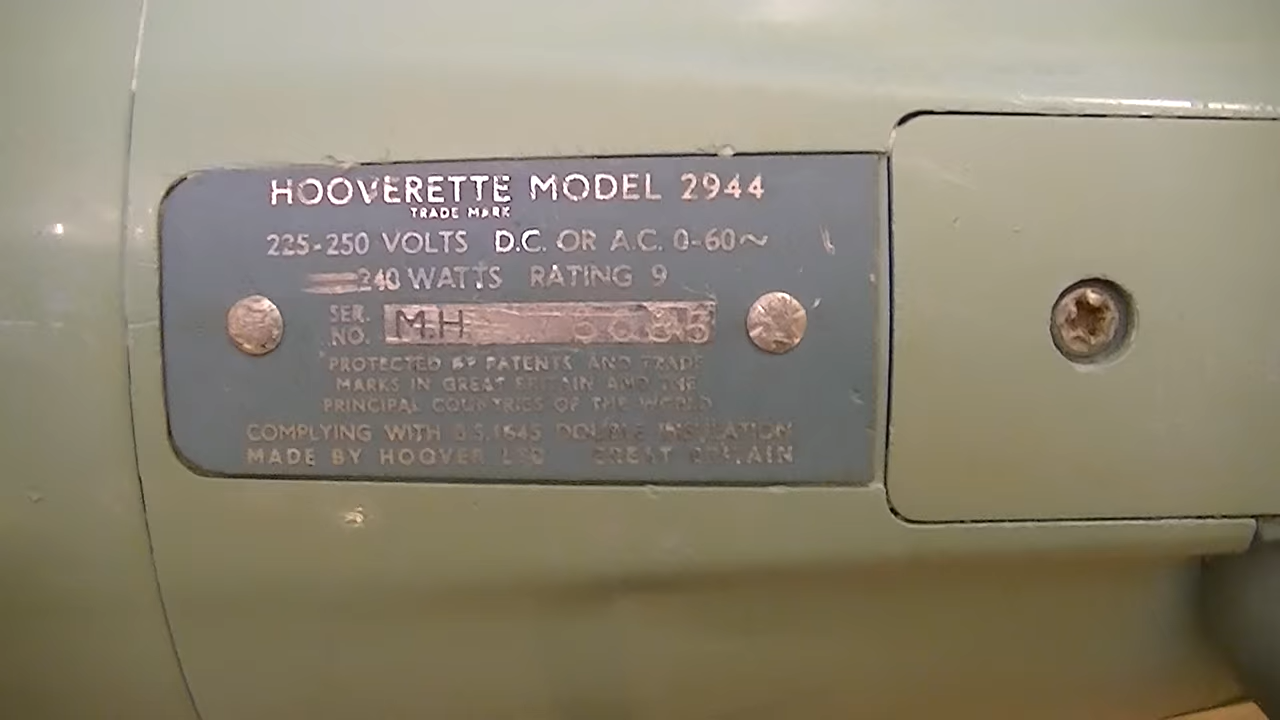 HOOVERETTE MODEL 2944
TRADE MARK
225-250 VOLTS D.C. OR A.C. 0-60~
240 WATTS RATING 9
SER. NO. M.H.
PROTECTED BY PATENTS AND TRADE
MARKS IN GREAT BRITAIN AND THE
PRINCIPAL COUNTRIES OF THE WORLD
COMPLYING WITH B.S.1645 DOUBLE INSULATION
MADE BY HOOVER LTD GREAT BRITAIN